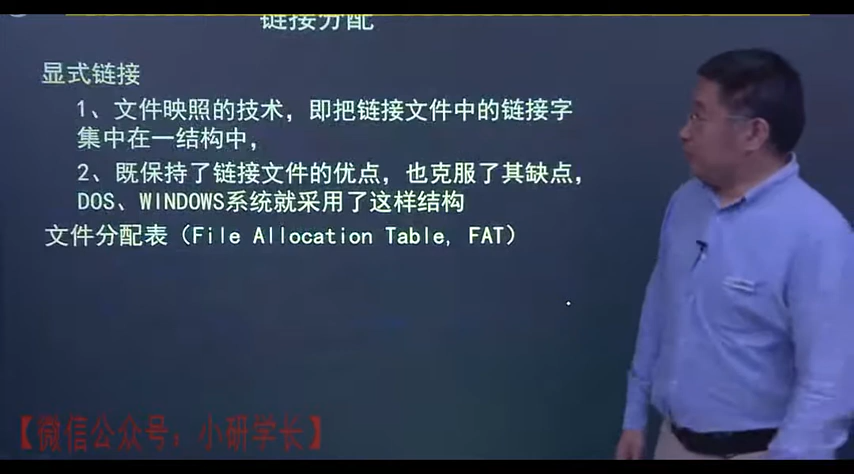 链接分配
显式链接
1、文件映照的技术，即把链接文件中的链接字
集中在一结构中，
2、既保持了链接文件的优点，也克服了其缺点，
DOS、WINDOWS系统就采用了这样结构
文件分配表（File Allocation Table, FAT）
【微信公众号：小研学长】